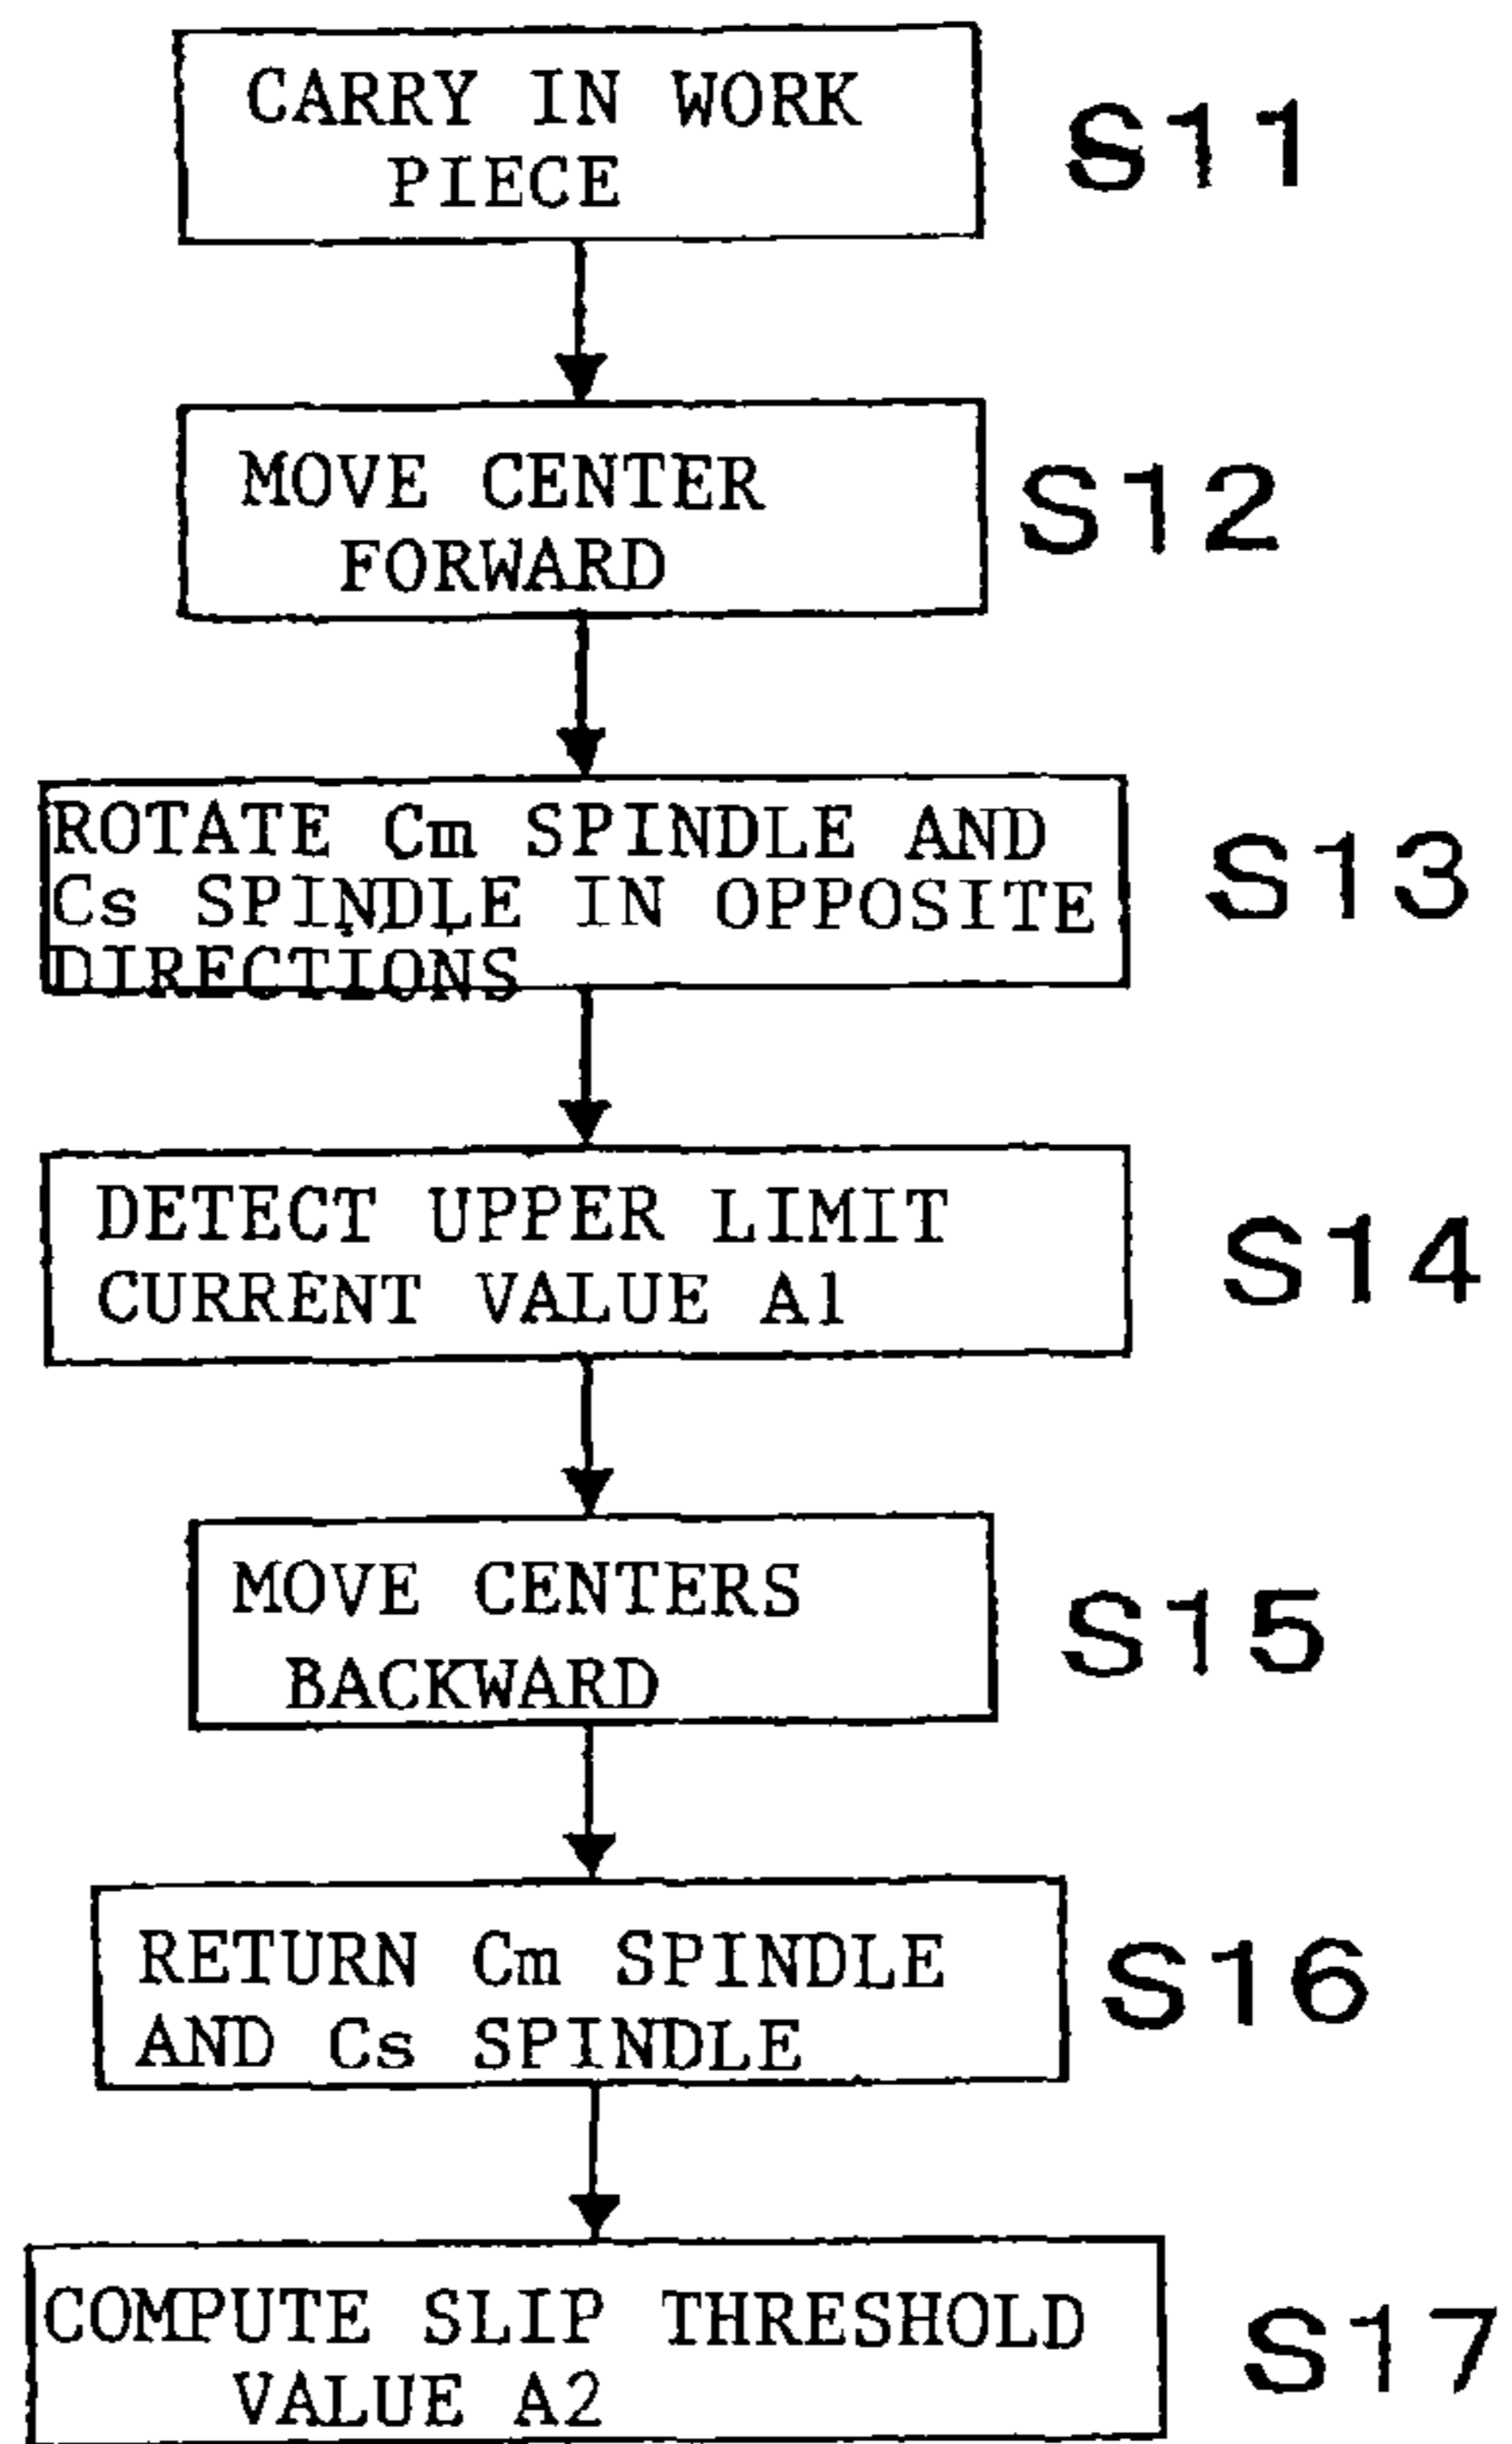 CARRY IN WORK
PIECE
S11
MOVE CENTER
FORWARD
S12
ROTATE Cm SPINDLE AND
Cs SPINDLE IN OPPOSITE
DIRECTIONS
S13
DETECT UPPER LIMIT
CURRENT VALUE A1
S14
MOVE CENTERS
BACKWARD
S15
RETURN Cm SPINDLE
AND Cs SPINDLE
S16
COMPUTE SLIP THRESHOLD
VALUE A2
S17